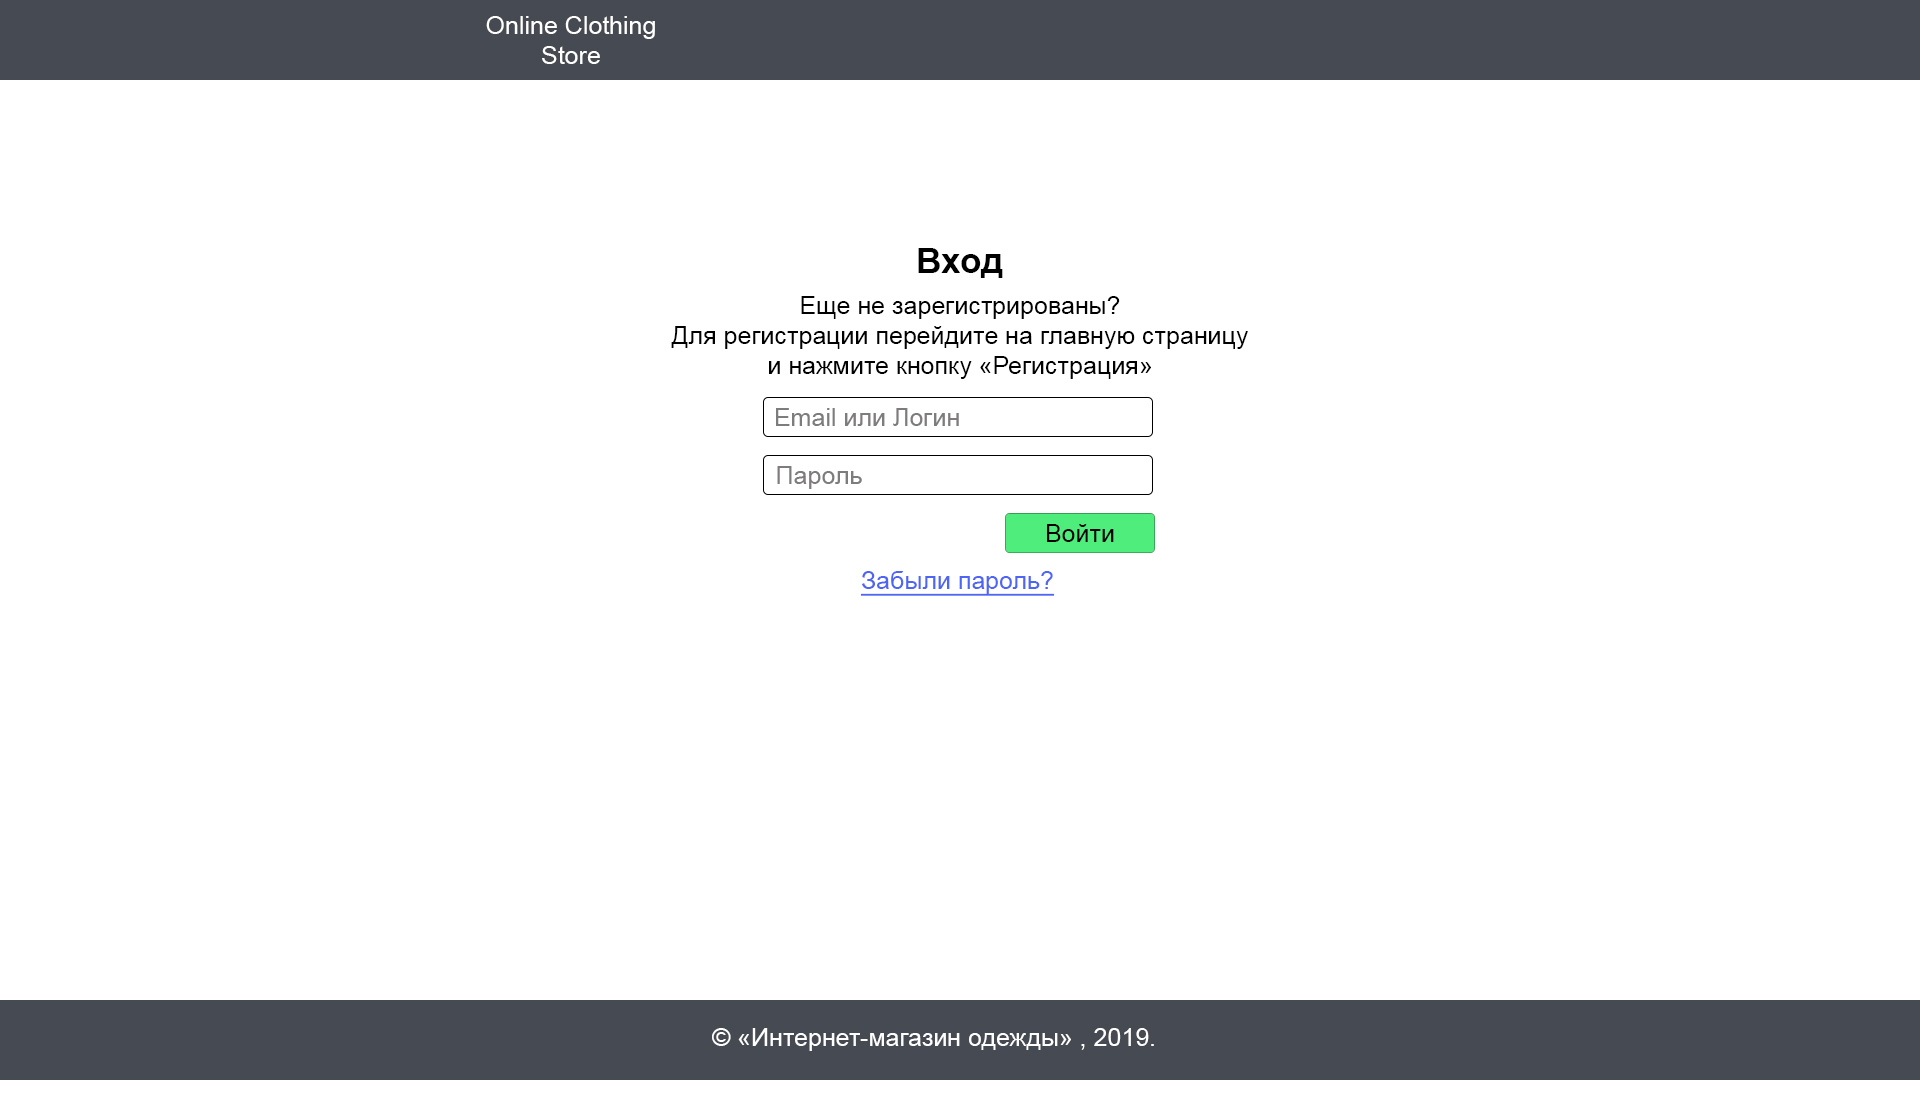 Online Clothing
Store
Вход
Еще не зарегистрированы?
Для регистрации перейдите на главную страницу
и нажмите кнопку «Регистрация»
Email или Логин
Пароль
Войти
Забыли пароль?
© «Интернет-магазин одежды» , 2019.